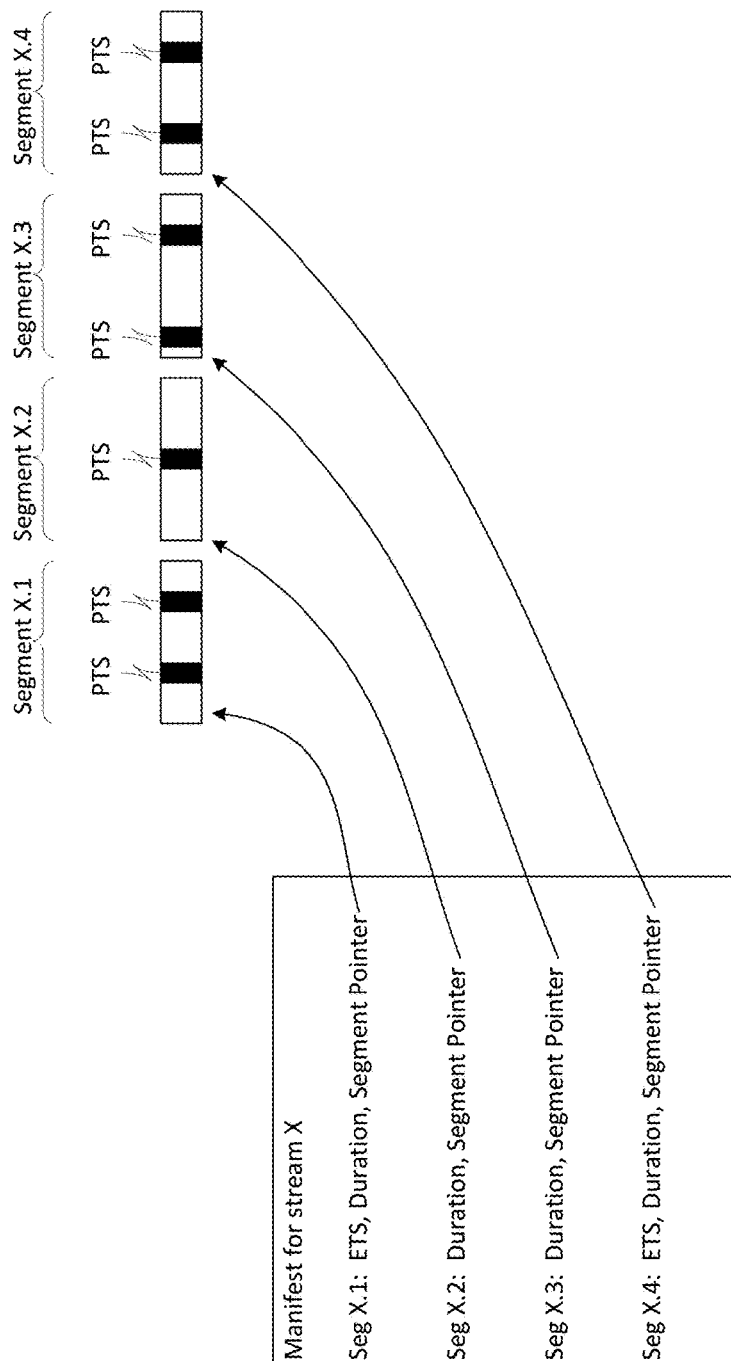 Segment X.1
Segment X.2
Segment X.3
Segment X.4
PTS
PTS
PTS
PTS
PTS
PTS
PTS
Manifest for stream X
Seg X.1: ETS, Duration, Segment Pointer
Seg X.2: Duration, Segment Pointer
Seg X.3: Duration, Segment Pointer
Seg X.4: ETS, Duration, Segment Pointer